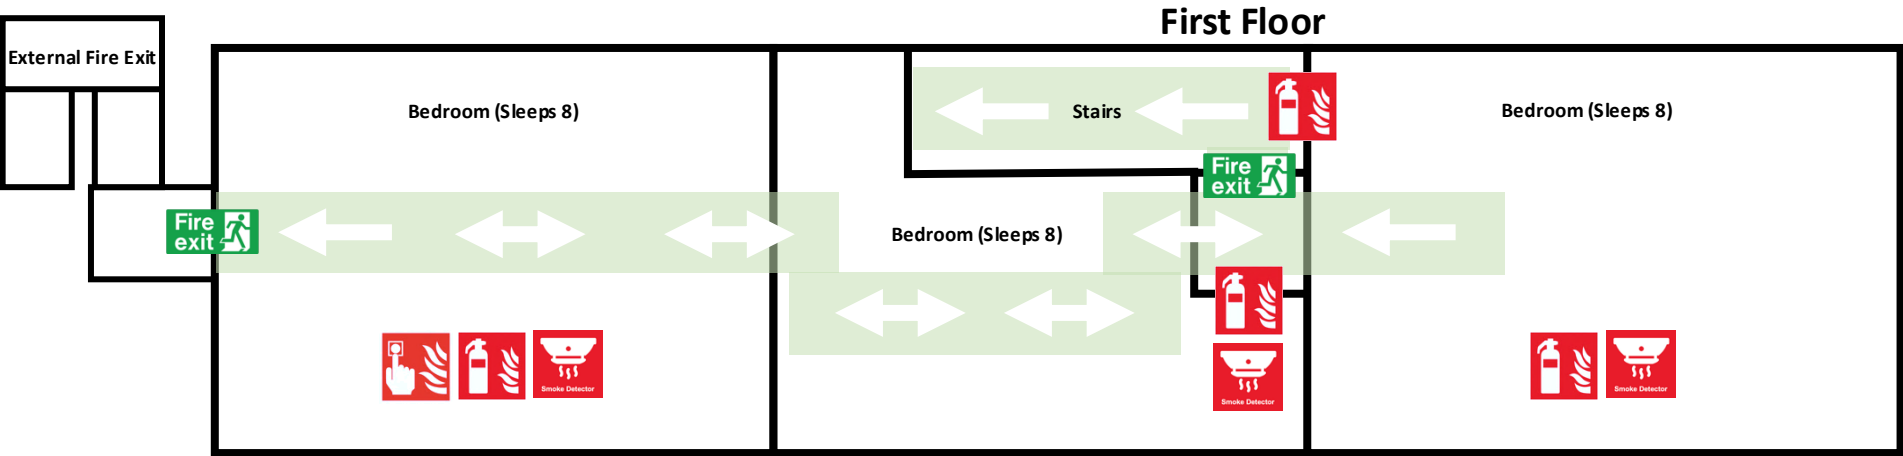 First Floor
External Fire Exit
Bedroom (Sleeps 8)
Stairs
Bedroom (Sleeps 8)
Fire
exit
Fire
exit
Bedroom (Sleeps 8)
Smoke Detector
Smoke Detector
Smoke Detector